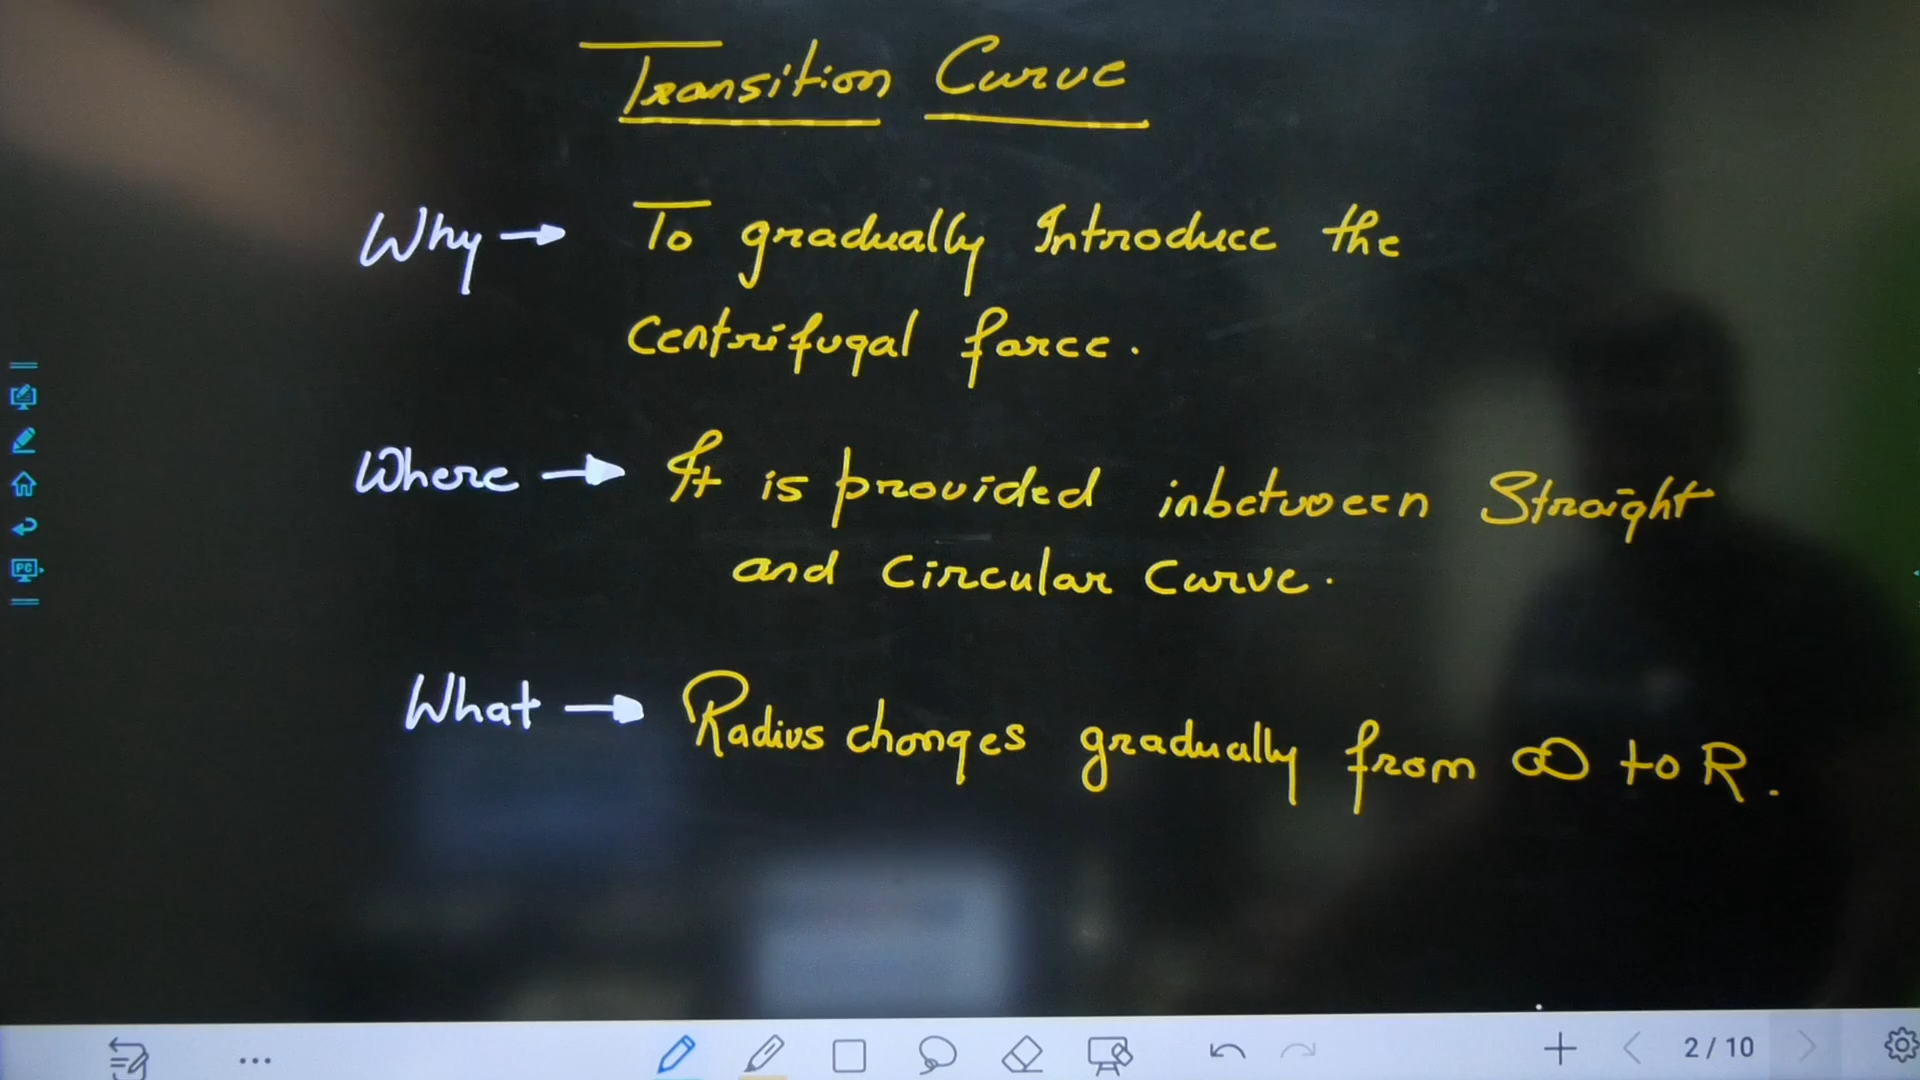 Transition Curve
Why → To gradually Introduce the
Centrifugal force.
Where → It is provided inbetween Straight
and Circular Curve.
What → Radius changes gradually from ∞ to R.
PC
2/10